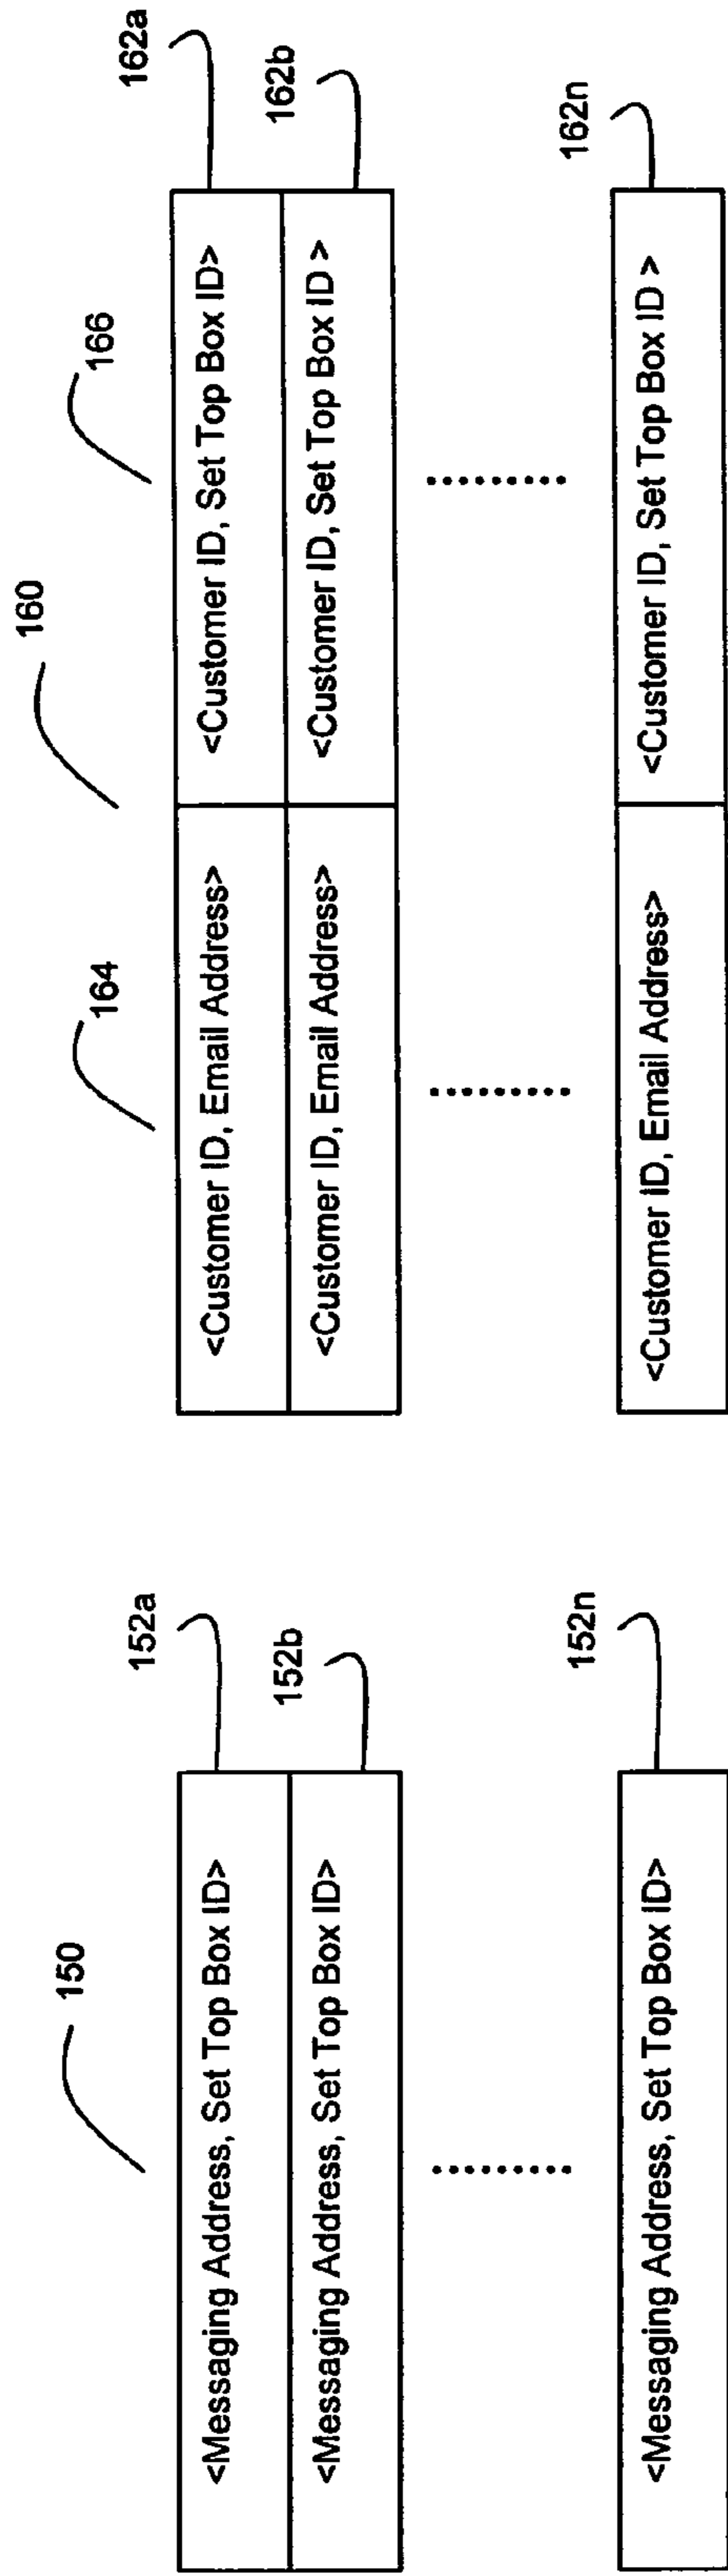 150
<Messaging Address, Set Top Box ID>
152a
<Messaging Address, Set Top Box ID>
152b
<Messaging Address, Set Top Box ID>
152n
160
164
166
<Customer ID, Email Address>
<Customer ID, Set Top Box ID>
162a
<Customer ID, Email Address>
<Customer ID, Set Top Box ID >
162b
<Customer ID, Email Address>
<Customer ID, Set Top Box ID >
162n